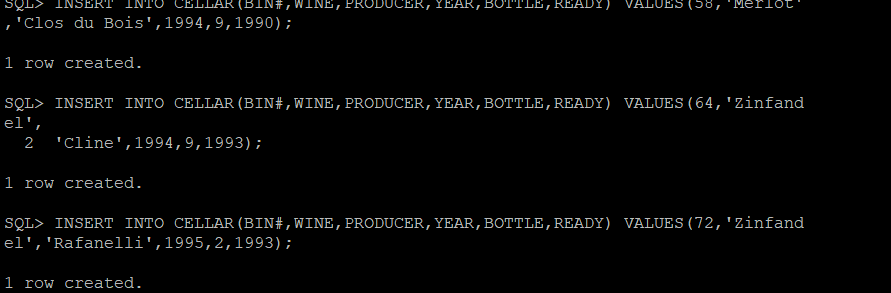 SQL> INSERT INTO CELLAR(BIN#,WINE,PRODUCER,YEAR,BOTTLE,READY) VALUES(58,'Merlot'
,'Clos du Bois',1994,9,1990);
1 row created.
SQL> INSERT INTO CELLAR(BIN#,WINE,PRODUCER,YEAR,BOTTLE,READY) VALUES(64,'Zinfand
el',
2 'Cline',1994,9,1993);
1 row created.
SQL> INSERT INTO CELLAR(BIN#,WINE,PRODUCER,YEAR,BOTTLE,READY) VALUES(72,'Zinfand
el','Rafanelli',1995,2,1993);
1 row created.